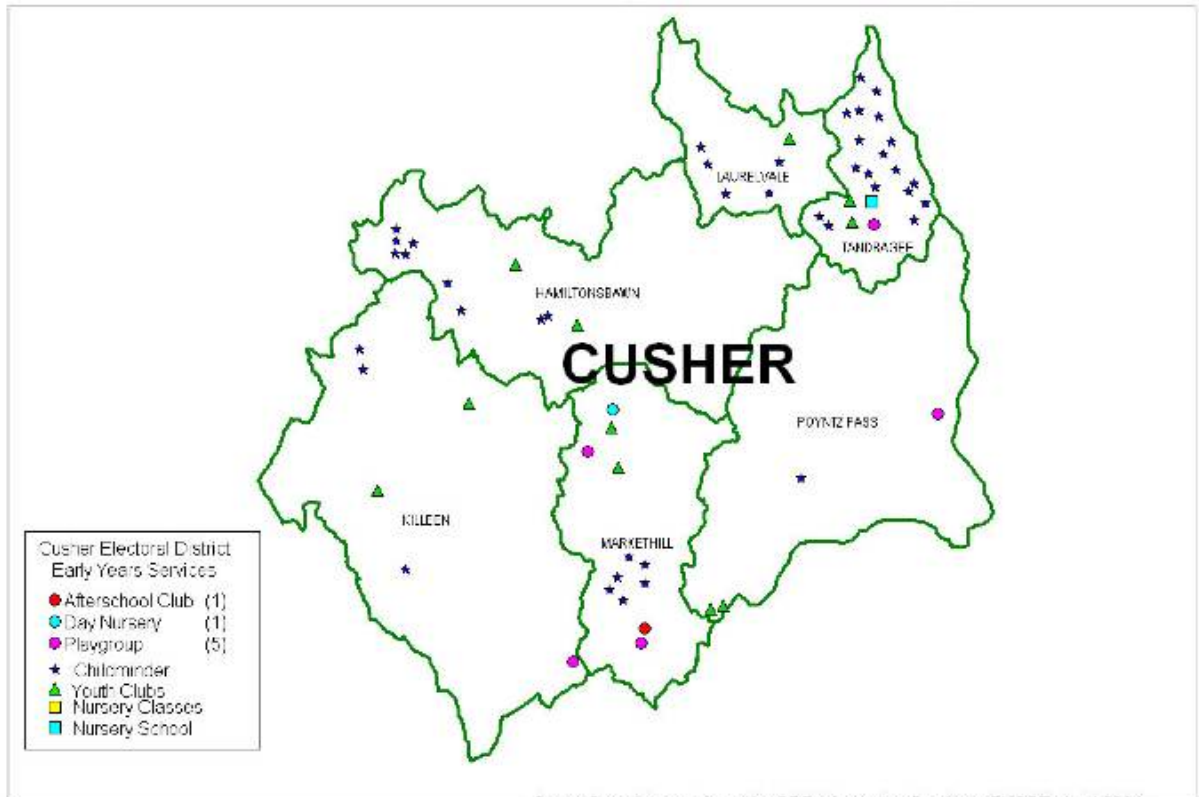 LAURELVALE
TANDRAGEE
HAMILTONSBAWN
CUSHER
POYNTZ PASS
KILLEEN
MARKETHILL
Cusher Electoral District
Early Years Services
Afterschool Club (1)
Day Nursery (1)
Playgroup (5)
Childminder
Youth Clubs
Nursery Classes
Nursery School